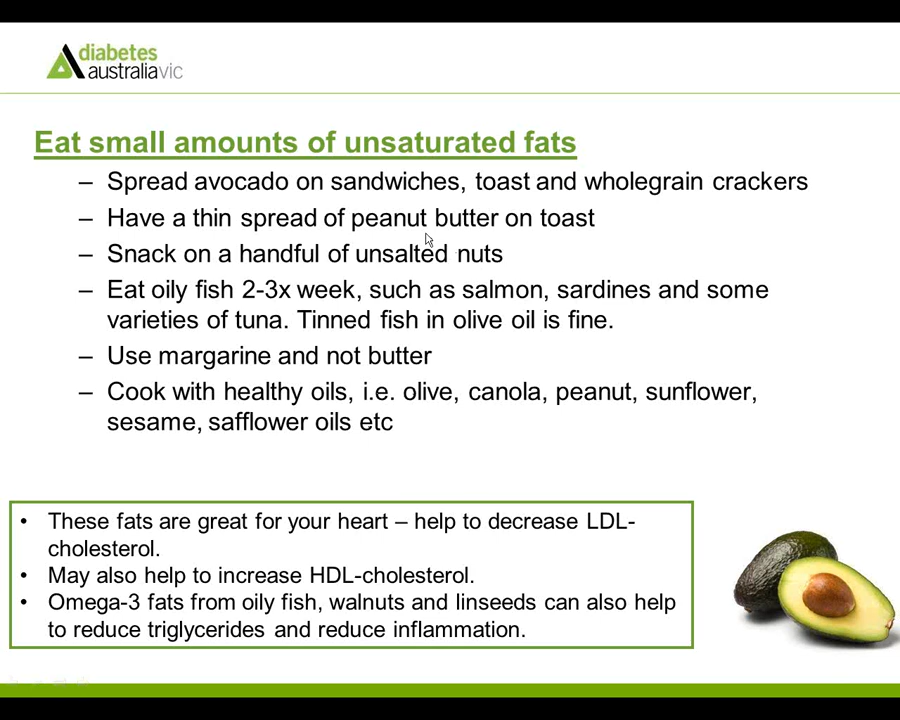 diabetes
australiavic
Eat small amounts of unsaturated fats
– Spread avocado on sandwiches, toast and wholegrain crackers
– Have a thin spread of peanut butter on toast
– Snack on a handful of unsalted nuts
– Eat oily fish 2-3x week, such as salmon, sardines and some
varieties of tuna. Tinned fish in olive oil is fine.
– Use margarine and not butter
– Cook with healthy oils, i.e. olive, canola, peanut, sunflower,
sesame, safflower oils etc
• These fats are great for your heart – help to decrease LDL-
cholesterol.
• May also help to increase HDL-cholesterol.
• Omega-3 fats from oily fish, walnuts and linseeds can also help
to reduce triglycerides and reduce inflammation.